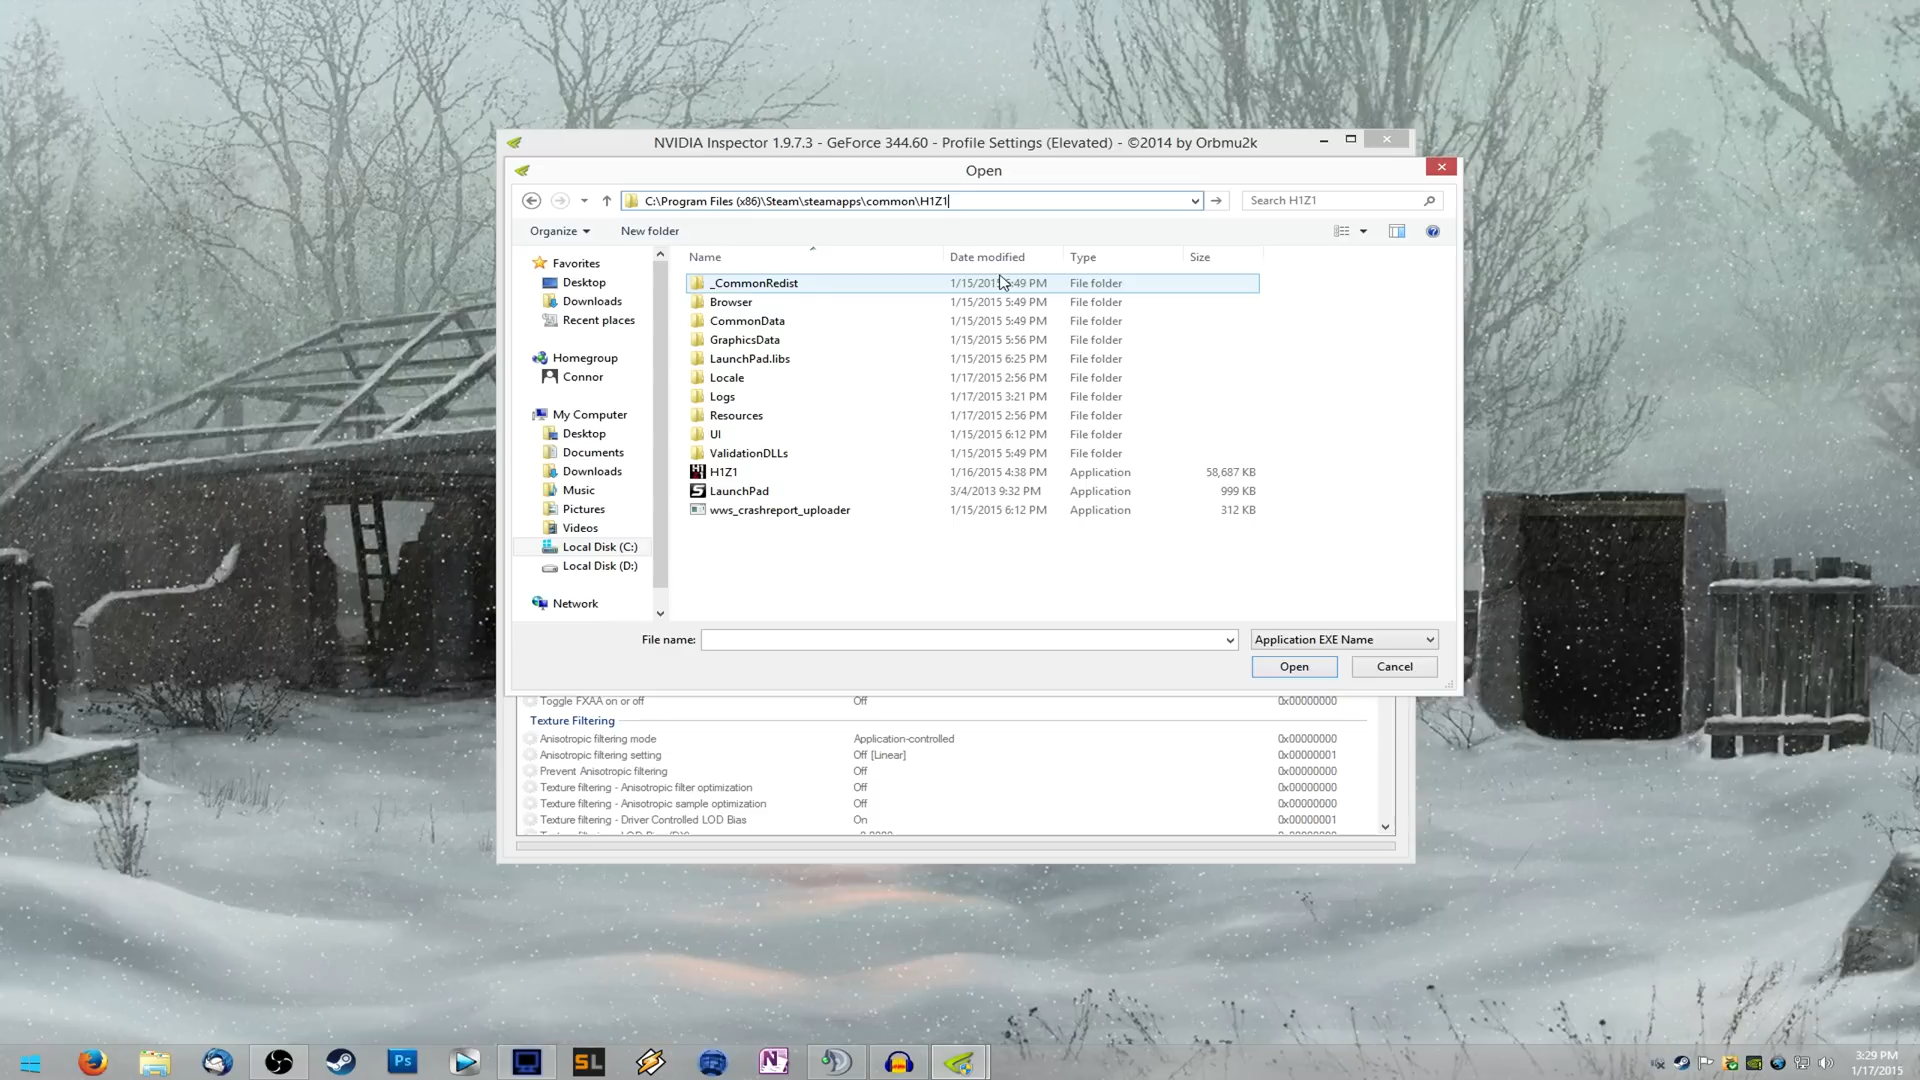 NVIDIA Inspector 1.9.7.3 - GeForce 344.60 - Profile Settings (Elevated) - ©2014 by Orbmu2k
Open
C:\Program Files (x86)\Steam\steamapps\common\H1Z1
Search H1Z1
Organize
New folder
Name Date modified Type Size
Favorites
Desktop
Downloads
Recent places
Homegroup
Connor
My Computer
Desktop
Documents
Downloads
Music
Pictures
Videos
Local Disk (C:)
Local Disk (D:)
Network
_CommonRedist 1/15/2015 5:49 PM File folder
Browser 1/15/2015 5:49 PM File folder
CommonData 1/15/2015 5:49 PM File folder
GraphicsData 1/15/2015 5:56 PM File folder
LaunchPad.libs 1/15/2015 6:25 PM File folder
Locale 1/17/2015 2:56 PM File folder
Logs 1/17/2015 3:21 PM File folder
Resources 1/17/2015 2:56 PM File folder
UI 1/15/2015 6:12 PM File folder
ValidationDLLs 1/15/2015 5:49 PM File folder
H1Z1 1/16/2015 4:38 PM Application 58,687 KB
LaunchPad 3/4/2013 9:32 PM Application 999 KB
wws_crashreport_uploader 1/15/2015 6:12 PM Application 312 KB
File name:
Application EXE Name
Open
Cancel
Toggle FXAA on or off Off 0x00000000
Texture Filtering
Anisotropic filtering mode Application-controlled 0x00000000
Anisotropic filtering setting Off [Linear] 0x00000001
Prevent Anisotropic filtering Off 0x00000000
Texture filtering - Anisotropic filter optimization Off 0x00000000
Texture filtering - Anisotropic sample optimization Off 0x00000000
Texture filtering - Driver Controlled LOD Bias On 0x00000001
Ps
SL
N
3:29 PM
1/17/2015